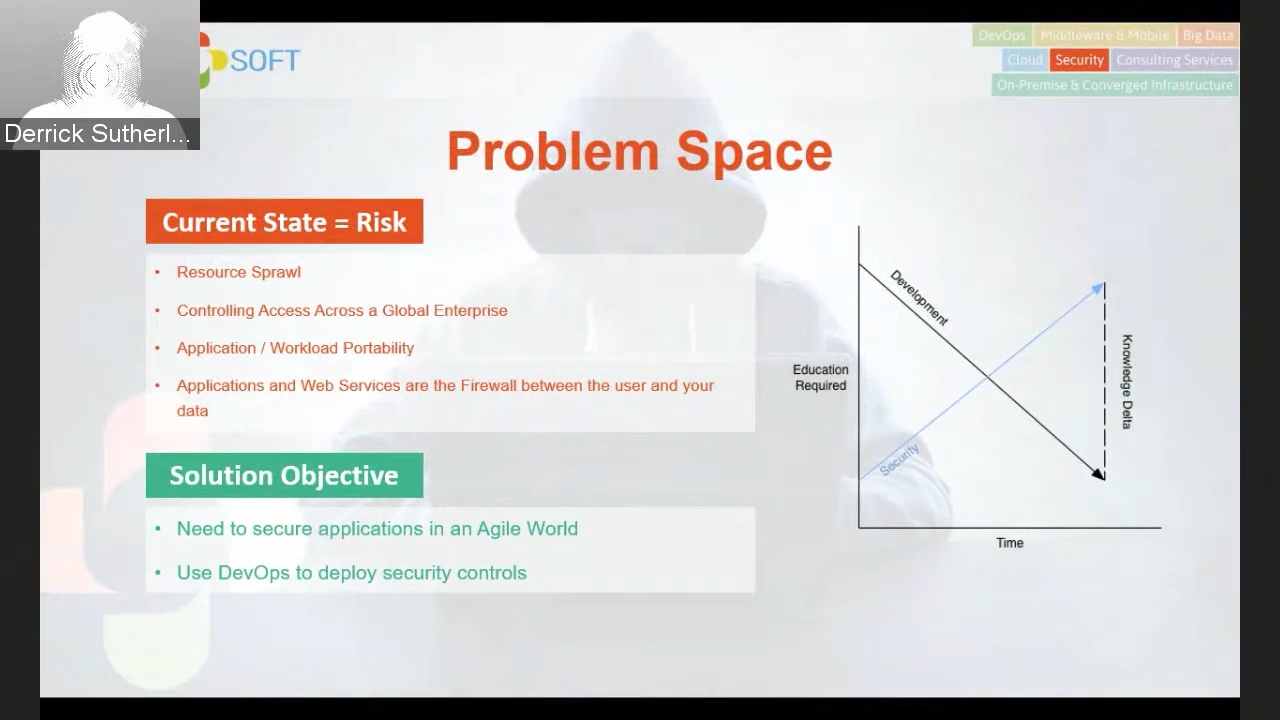 SOFT
DevOps Middleware & Mobile Big Data
Cloud Security Consulting Services
On-Premise & Converged Infrastructure
Derrick Sutherl...
Problem Space
Current State = Risk
• Resource Sprawl
• Controlling Access Across a Global Enterprise
• Application / Workload Portability
• Applications and Web Services are the Firewall between the user and your
data
Solution Objective
• Need to secure applications in an Agile World
• Use DevOps to deploy security controls
Development
Education
Required
Knowledge Delta
Security
Time